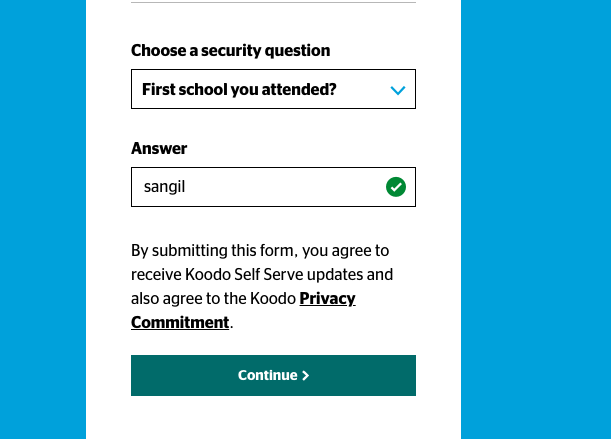 Choose a security question
First school you attended?
Answer
sangil
By submitting this form, you agree to
receive Koodo Self Serve updates and
also agree to the Koodo Privacy
Commitment.
Continue >